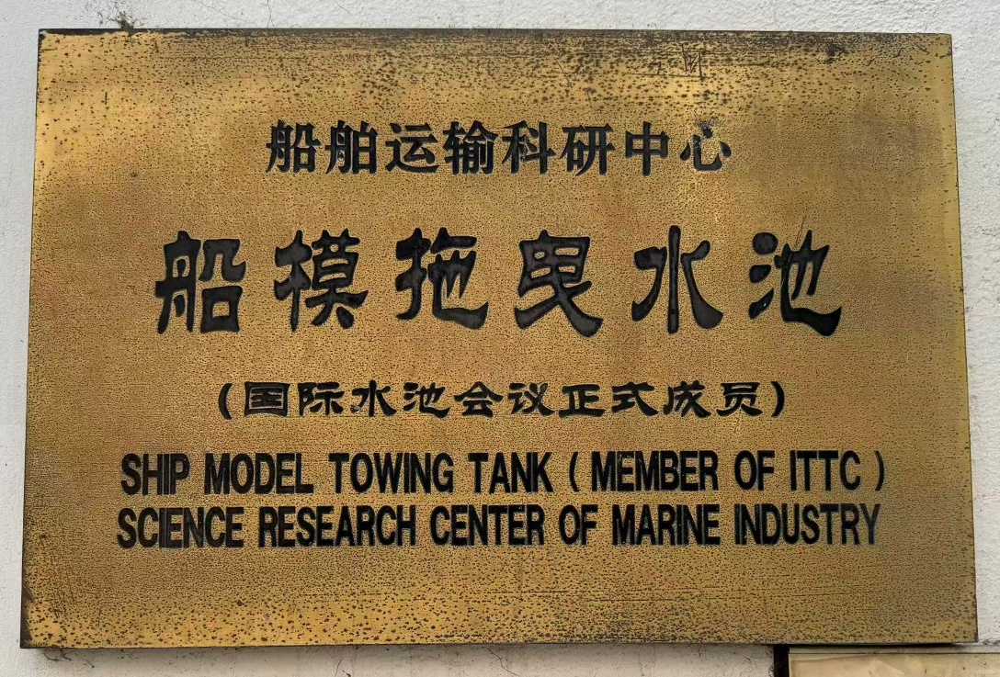 船舶运输科研中心
船模拖曳水池
（国际水池会议正式成员）
SHIP MODEL TOWING TANK ( MEMBER OF ITTC )
SCIENCE RESEARCH CENTER OF MARINE INDUSTRY